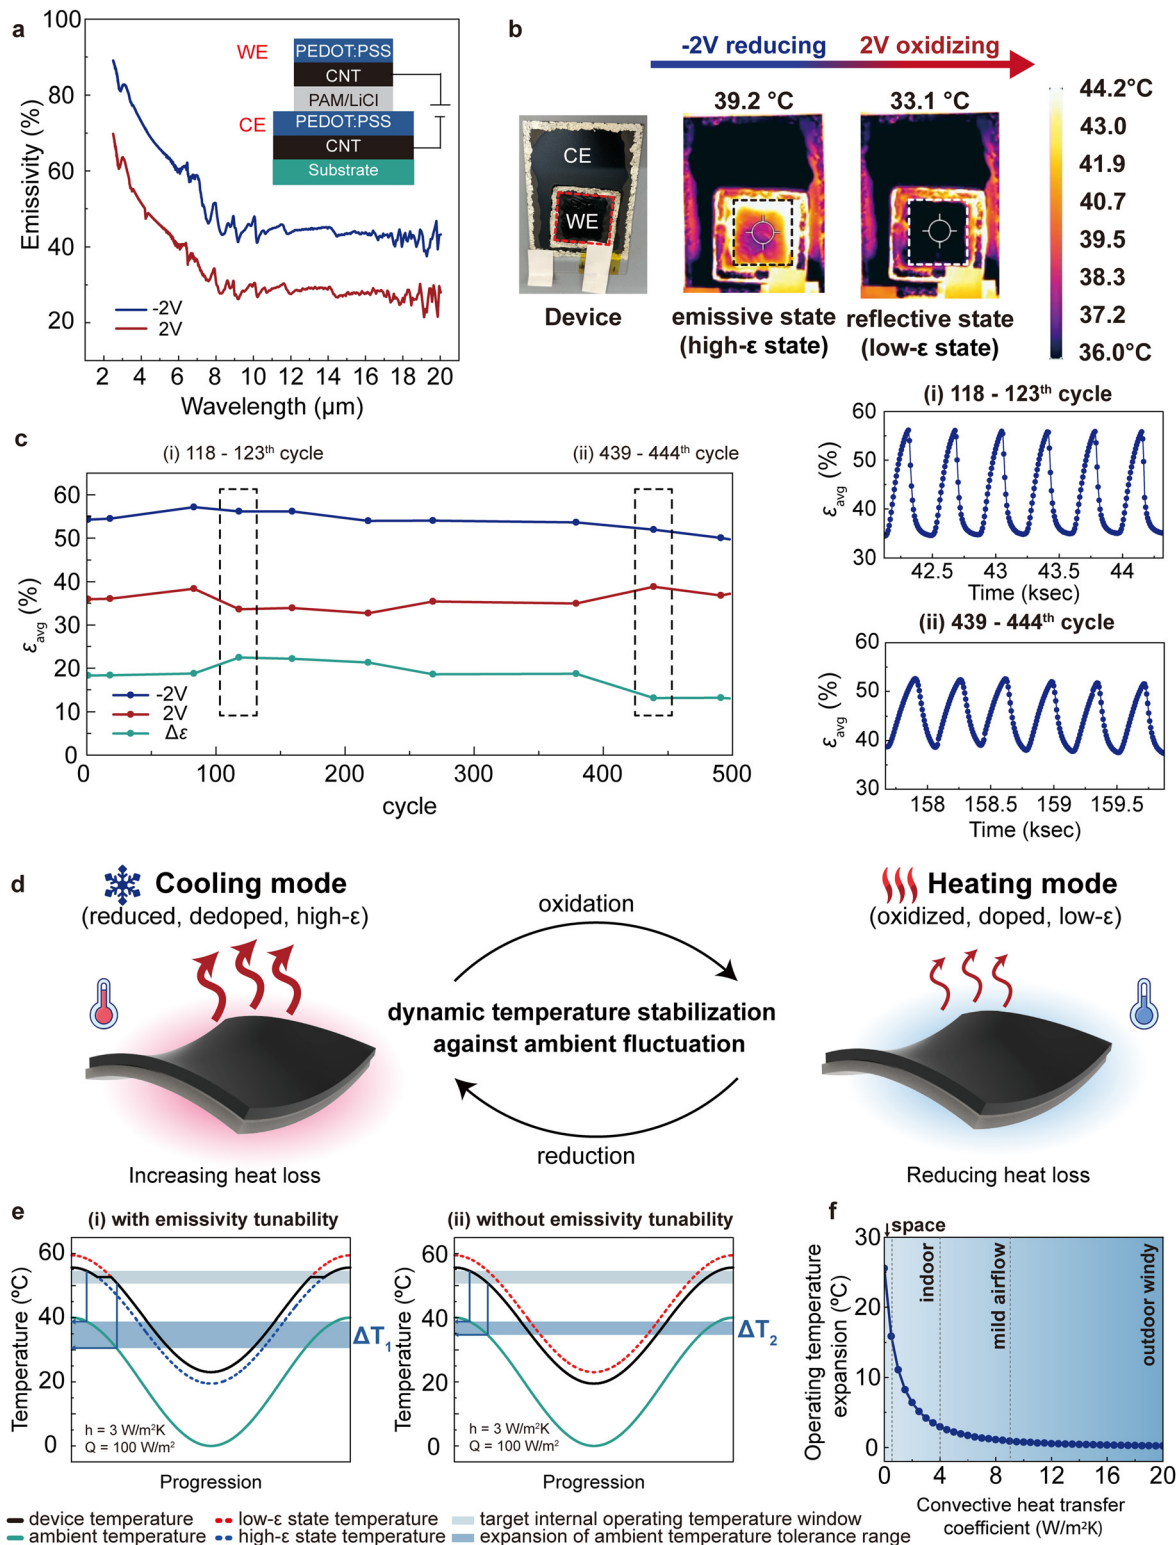 a
100
80
60
40
20
Emissivity (%)
WE
PEDOT:PSS
CNT
PAM/LiCl
CE
PEDOT:PSS
CNT
Substrate
-2V
2V
2 4 6 8 10 12 14 16 18 20
Wavelength (µm)
b
-2V reducing 2V oxidizing
39.2 °C 33.1 °C
CE
WE
Device
emissive state
(high-ε state)
reflective state
(low-ε state)
44.2°C
43.0
41.9
40.7
39.5
38.3
37.2
36.0°C
c
(i) 118 - 123th cycle (ii) 439 - 444th cycle
60
50
40
30
20
10
0
εavg (%)
-2V
2V
Δε
0 100 200 300 400 500
cycle
(i) 118 - 123th cycle
60
50
40
30
εavg (%)
42.5 43 43.5 44
Time (ksec)
(ii) 439 - 444th cycle
60
50
40
30
εavg (%)
158 158.5 159 159.5
Time (ksec)
d
Cooling mode
(reduced, dedoped, high-ε)
Increasing heat loss
oxidation
dynamic temperature stabilization
against ambient fluctuation
reduction
Heating mode
(oxidized, doped, low-ε)
Reducing heat loss
e
(i) with emissivity tunability
60
40
20
0
Temperature (ºC)
ΔT1
h = 3 W/m²K
Q = 100 W/m²
Progression
(ii) without emissivity tunability
60
40
20
0
Temperature (ºC)
ΔT2
h = 3 W/m²K
Q = 100 W/m²
Progression
f
space
30
20
10
0
Operating temperature
expansion (ºC)
indoor
mild airflow
outdoor windy
0 4 8 12 16 20
Convective heat transfer
coefficient (W/m²K)
device temperature low-ε state temperature target internal operating temperature window
ambient temperature high-ε state temperature expansion of ambient temperature tolerance range